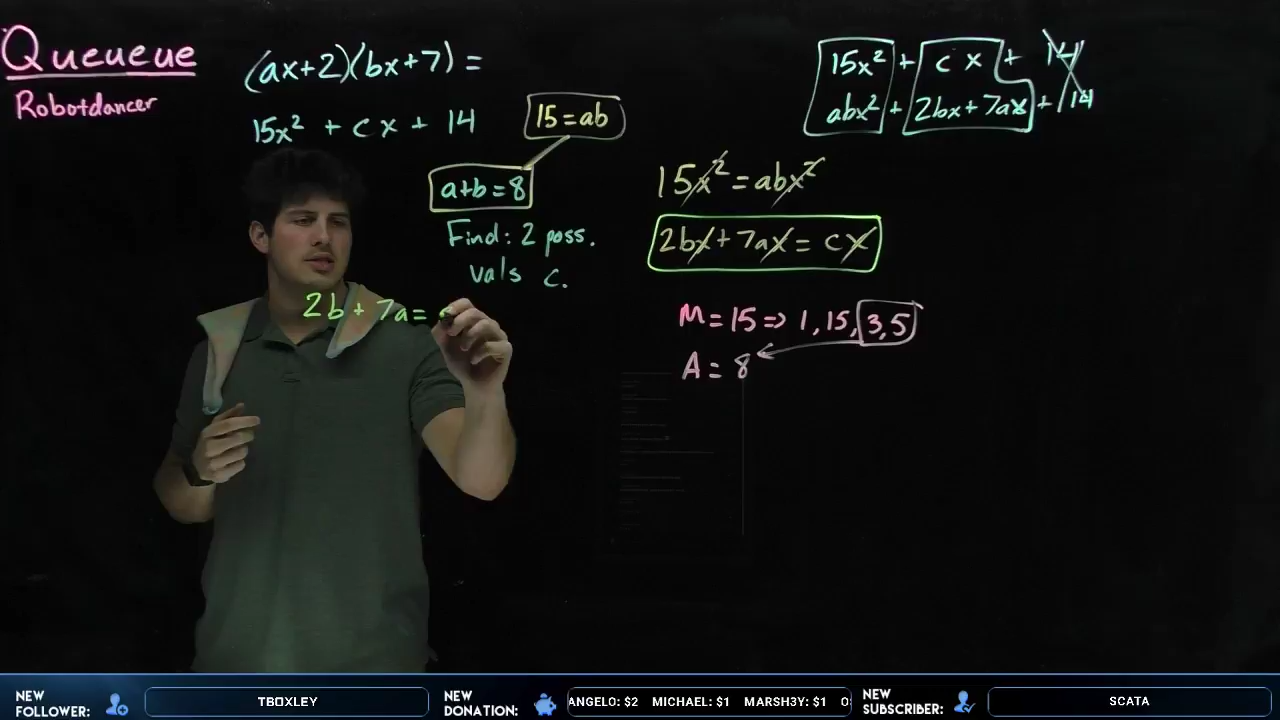 Queueue
Robotdancer
(ax+2)(bx+7) =
15x² + cx + 14
15=ab
a+b=8
Find: 2 poss.
vals c.
2b + 7a =
15x² + cx + 14
abx² + 2bx+7ax + 14
15x² = abx²
2bx + 7ax = cx
M = 15 => 1, 15, 3, 5
A = 8
NEW FOLLOWER: TBOXLEY
NEW DONATION: ANGELO: $2 MICHAEL: $1 MARSH3Y: $1
NEW SUBSCRIBER: SCATA